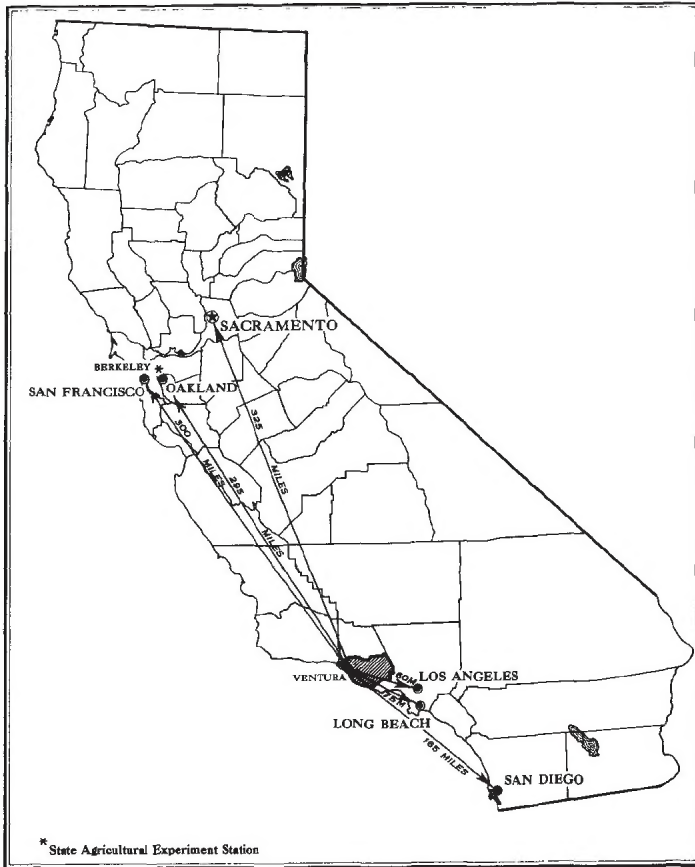 SACRAMENTO
BERKELEY *
SAN FRANCISCO
OAKLAND
300
MILES
295
MILES
325
MILES
VENTURA
60M
LOS ANGELES
75M
LONG BEACH
165 MILES
SAN DIEGO
* State Agricultural Experiment Station